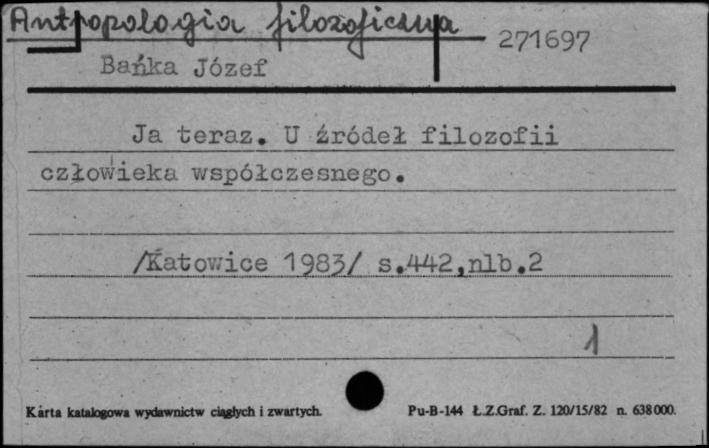 Antropologia filozoficzna
271697
Bańka Józef
Ja teraz. U źródeł filozofii
człowieka współczesnego.
/Katowice 1983/ s.442,nlb.2
1
Karta katalogowa wydawnictw ciągłych i zwartych.
Pu-B-144 Ł.Z.Graf. Z. 120/15/82 n. 638000.